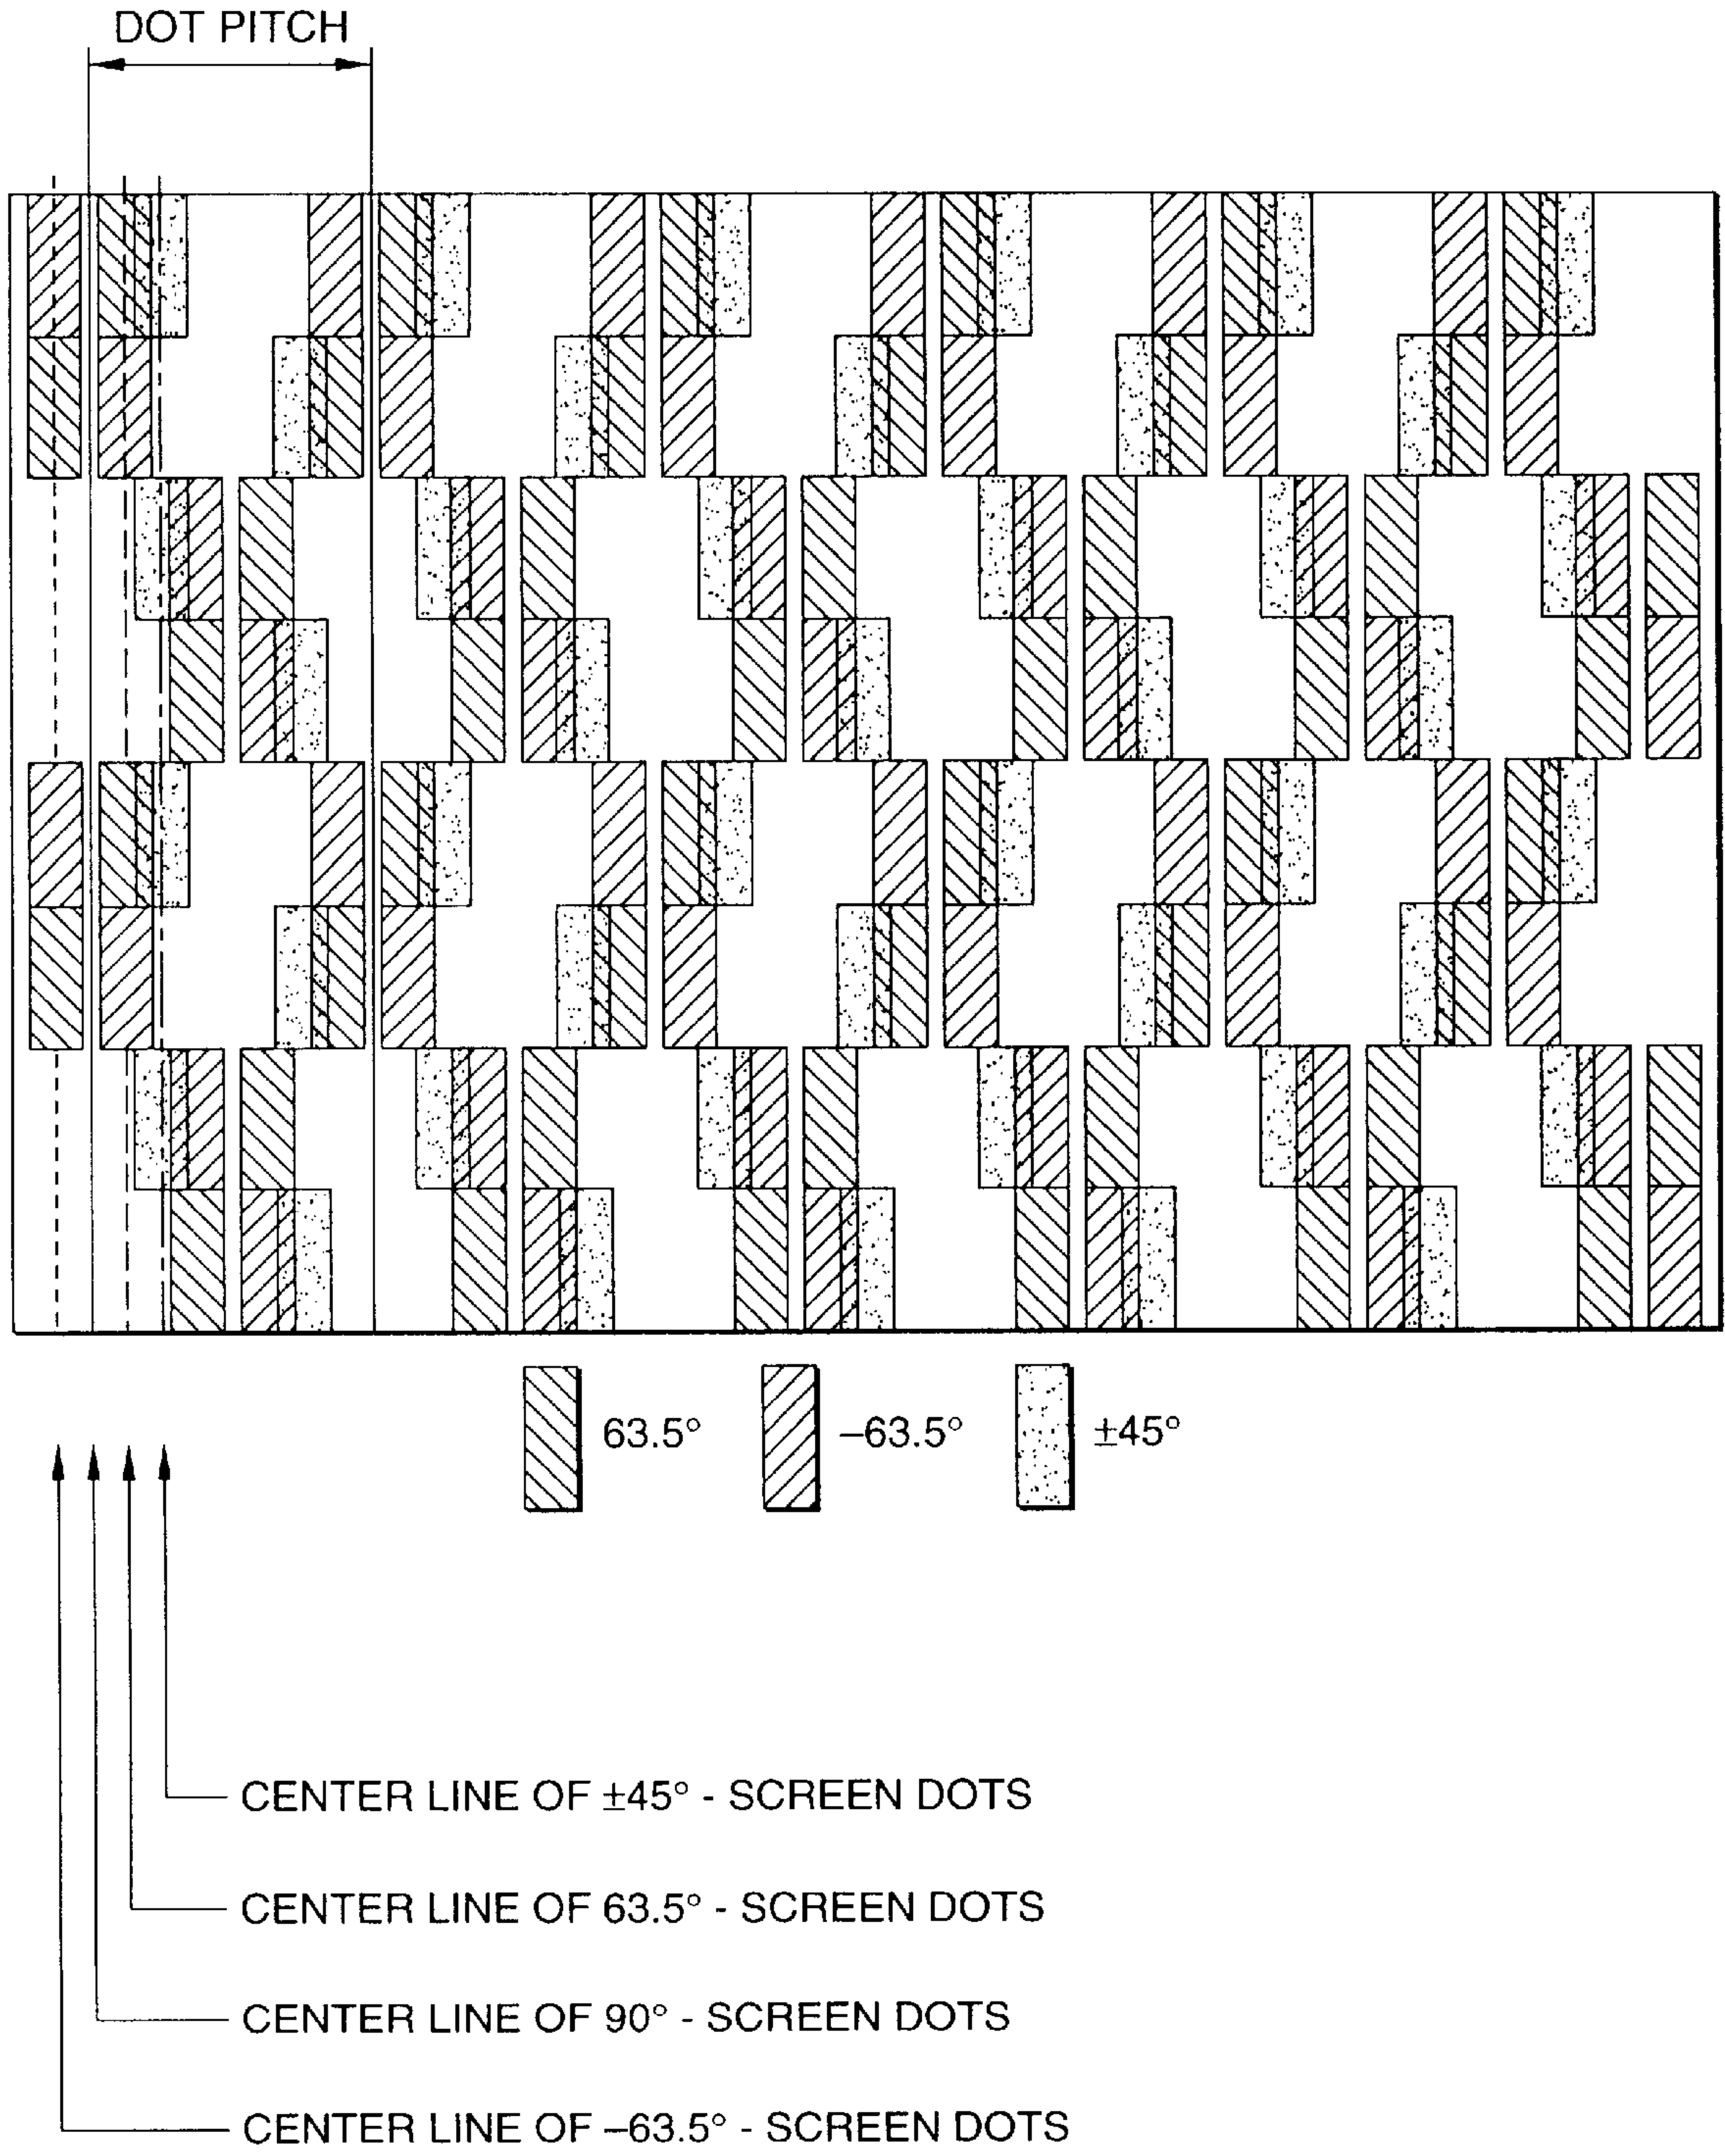 DOT PITCH
63.5° –63.5° ±45°
CENTER LINE OF ±45° - SCREEN DOTS
CENTER LINE OF 63.5° - SCREEN DOTS
CENTER LINE OF 90° - SCREEN DOTS
CENTER LINE OF –63.5° - SCREEN DOTS